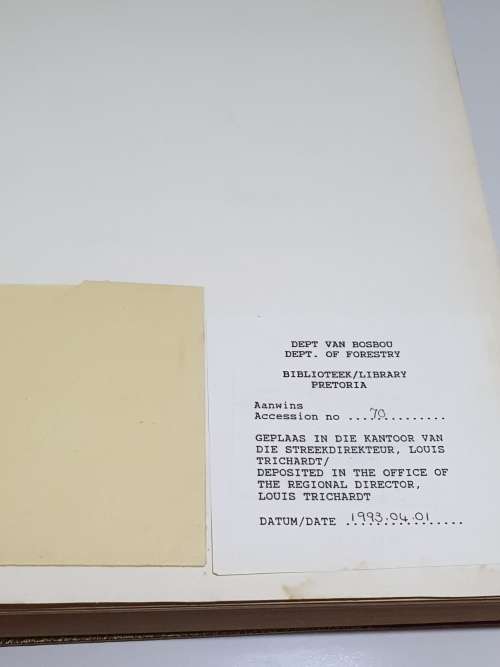 DEPT VAN BOSBOU
DEPT. OF FORESTRY
BIBLIOTEEK/LIBRARY
PRETORIA
Aanwins
Accession no ...70.........
GEPLAAS IN DIE KANTOOR VAN
DIE STREEKDIREKTEUR, LOUIS
TRICHARDT/
DEPOSITED IN THE OFFICE OF
THE REGIONAL DIRECTOR,
LOUIS TRICHARDT
DATUM/DATE .1993.04.01.....